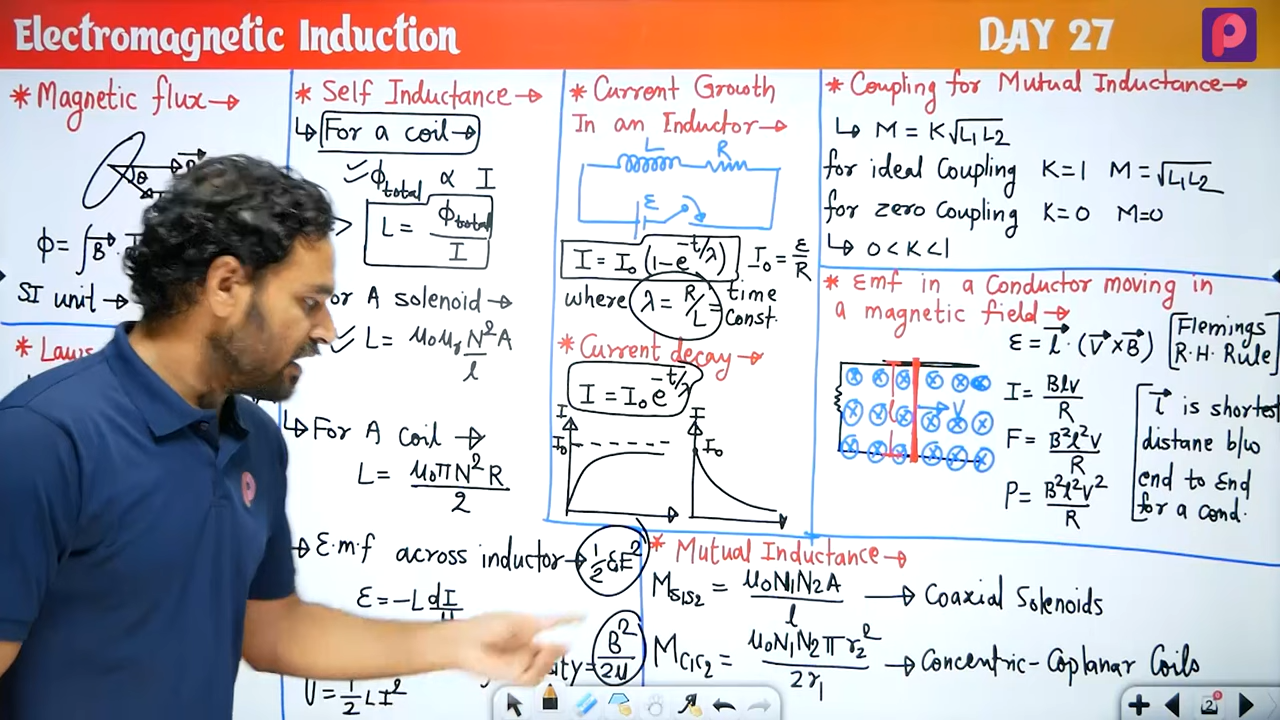 Electromagnetic Induction
DAY 27
* Magnetic flux →
θ
ϕ = ∫B⃗ ·
SI unit →
* Laws
* Self Inductance →
↳ For a coil →
✓ ϕtotal ∝ I
L = ϕtotal / I
For A solenoid →
✓ L = μ0μr N²A / l
↳ For A coil →
L = μ0πN²R / 2
→ E.m.f across inductor →
ε = -L dI
U = ½ LI²
½ ε0E²
B² / 2μ
* Current Growth
In an Inductor →
L R
ε
I = I0 (1 - e^-t/λ) I0 = ε/R
where λ = R/L = time const.
* Current decay →
I = I0 e^-t/λ
I I
I0 I0
* Coupling for Mutual Inductance →
↳ M = K√L1L2
for ideal Coupling K=1 M = √L1L2
for zero Coupling K=0 M=0
↳ 0 < K < 1
* Emf in a Conductor moving in
a magnetic field →
ε = l⃗ · (V⃗ × B⃗) [Flemings
R.H. Rule]
l V
I = Blv / R
F = B²l²V / R
P = B²l²V² / R
l⃗ is shortest
distane b/w
end to End
for a cond.
* Mutual Inductance →
MS1S2 = μ0N1N2A / l → Coaxial Solenoids
MC1C2 = μ0N1N2πr2² / 2r1 → Concentric-Coplanar Coils
2